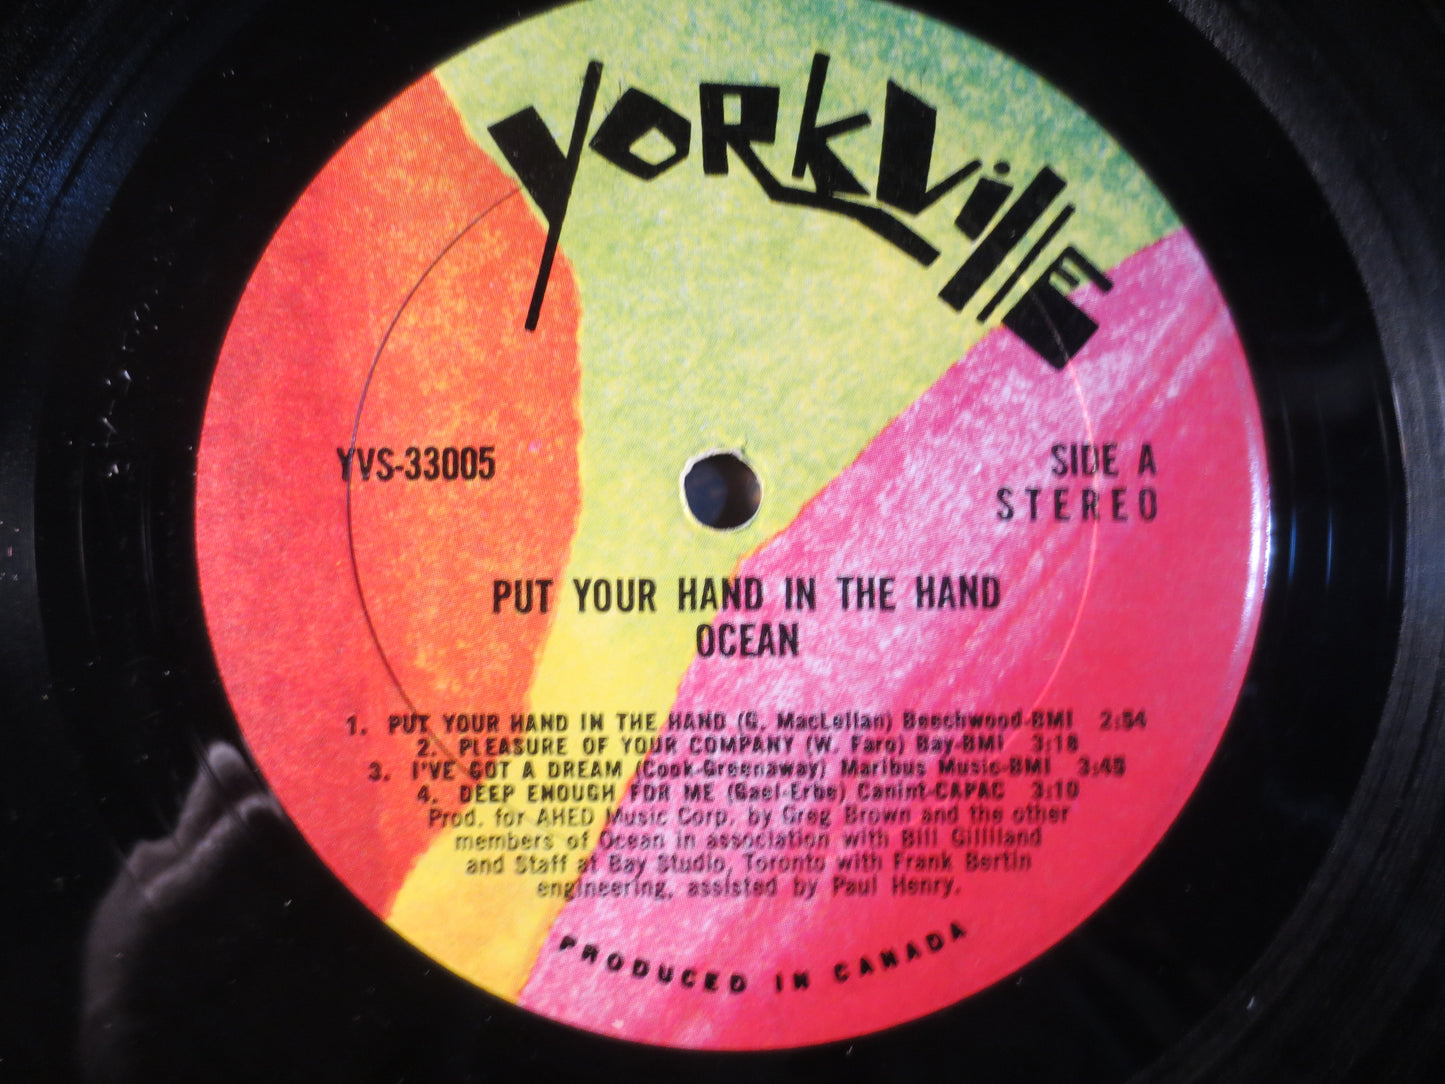 YORKVILLE
YVS-33005
SIDE A
STEREO
PUT YOUR HAND IN THE HAND
OCEAN
1. PUT YOUR HAND IN THE HAND (G. MacLellan) Beechwood-BMI 2:54
2. PLEASURE OF YOUR COMPANY (W. Faro) Bay-BMI 3:18
3. I'VE GOT A DREAM (Cook-Greenaway) Maribus Music-BMI 3:45
4. DEEP ENOUGH FOR ME (Gael-Erbe) Canint-CAPAC 3:10
Prod. for AHED Music Corp. by Greg Brown and the other
members of Ocean in association with Bill Gilliland
and Staff at Bay Studio, Toronto with Frank Bertin
engineering, assisted by Paul Henry.
PRODUCED IN CANADA